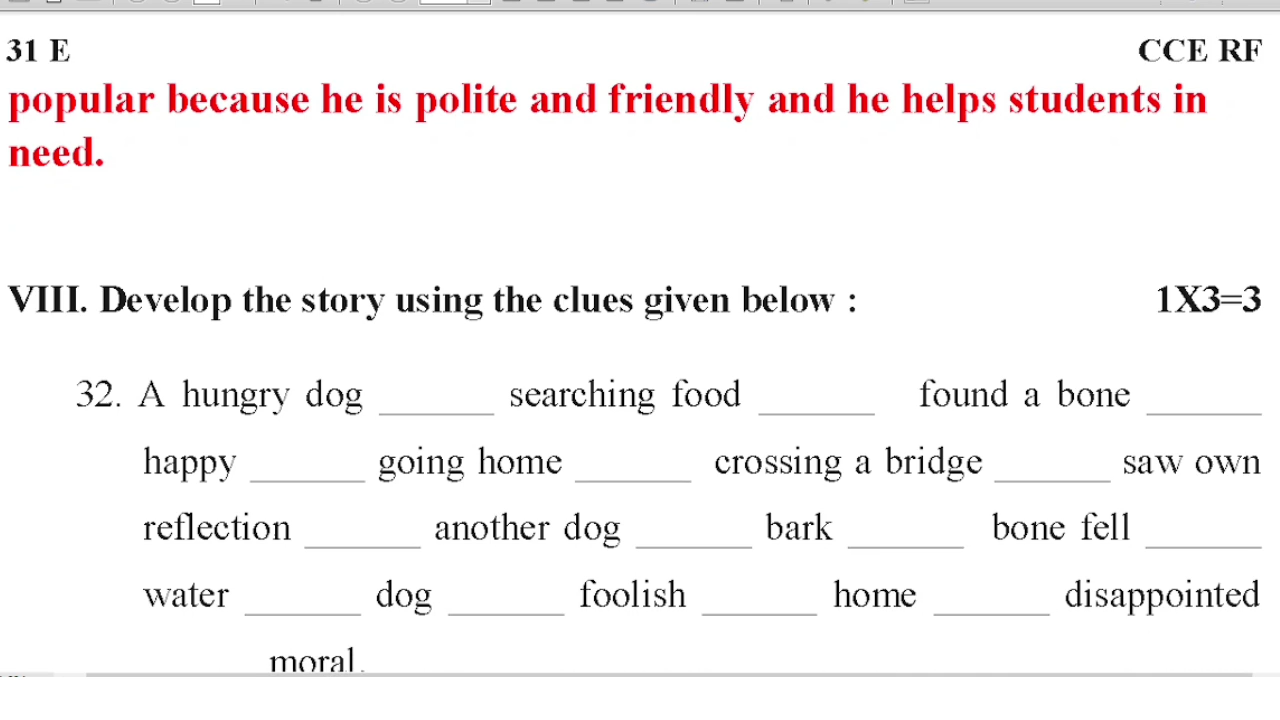 31 E CCE RF
popular because he is polite and friendly and he helps students in
need.
VIII. Develop the story using the clues given below : 1X3=3
32. A hungry dog ______ searching food ______ found a bone ______
happy ______ going home ______ crossing a bridge ______ saw own
reflection ______ another dog ______ bark ______ bone fell ______
water ______ dog ______ foolish ______ home ______ disappointed
moral.